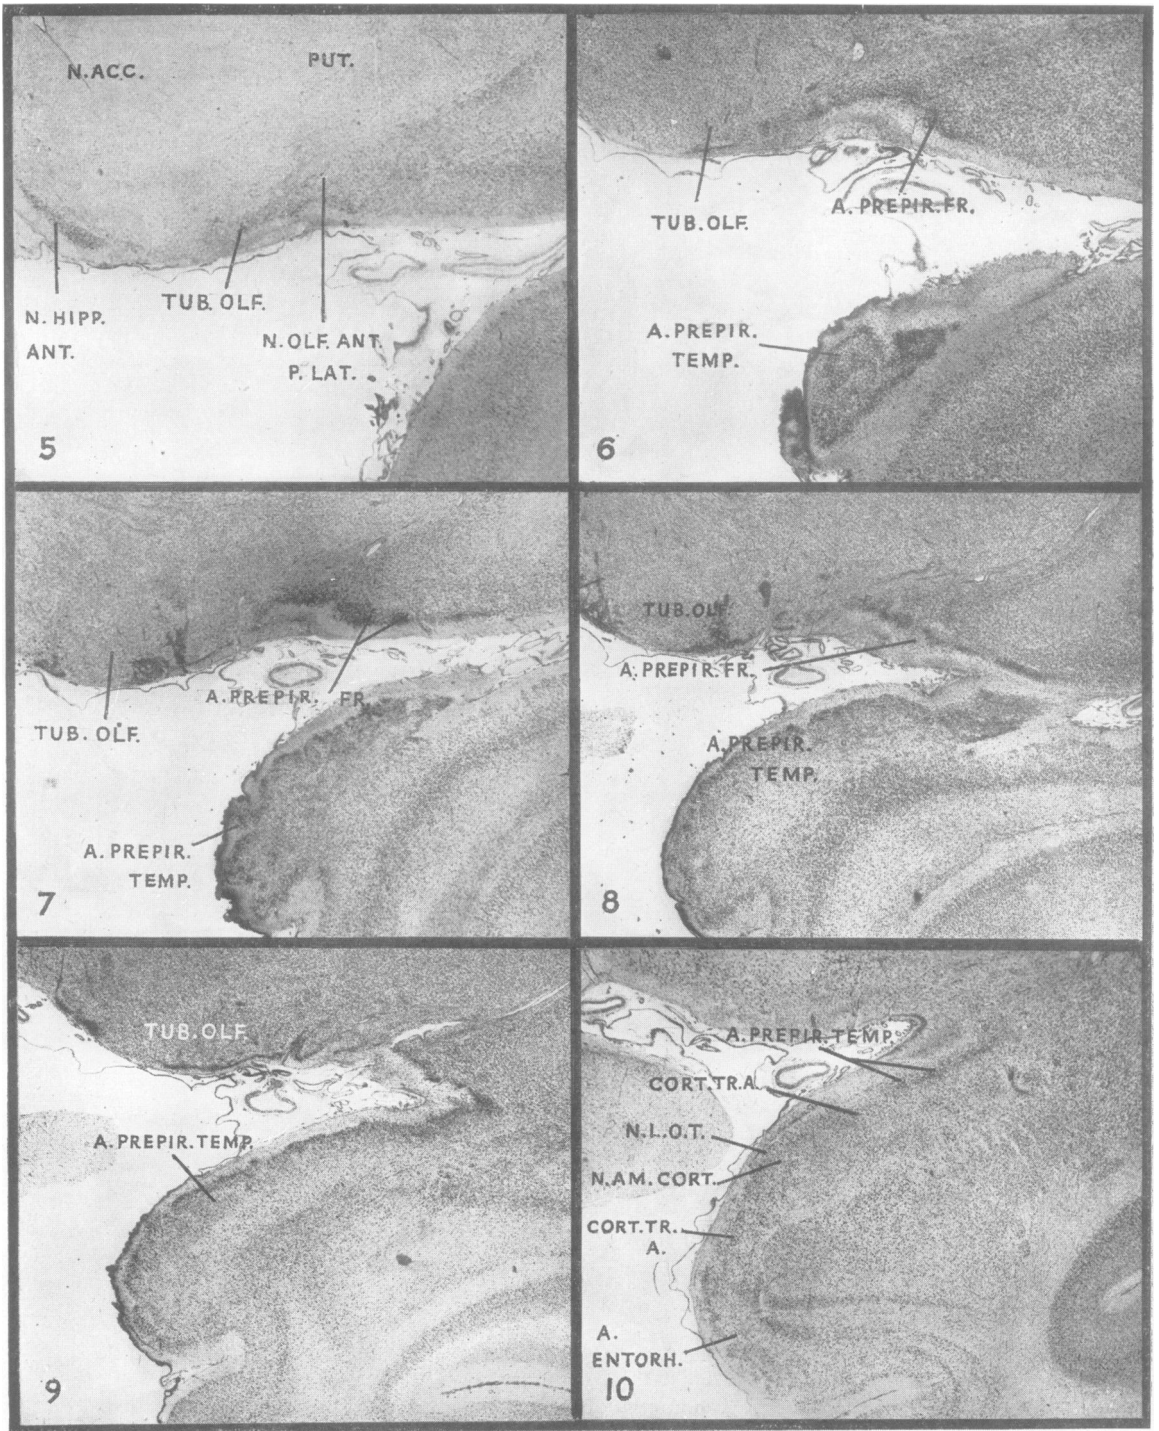 N.ACC.
PUT.
N. HIPP.
ANT.
TUB. OLF.
N. OLF. ANT.
P. LAT.
5
TUB. OLF.
A. PREPIR. FR.
A. PREPIR.
TEMP.
6
A. PREPIR. FR.
TUB. OLF.
A. PREPIR.
TEMP.
7
TUB. OLF.
A. PREPIR. FR.
A. PREPIR.
TEMP.
8
TUB. OLF.
A. PREPIR. TEMP.
9
A. PREPIR. TEMP.
CORT. TR. A.
N. L. O. T.
N. AM. CORT.
CORT. TR.
A.
A.
ENTORH.
10